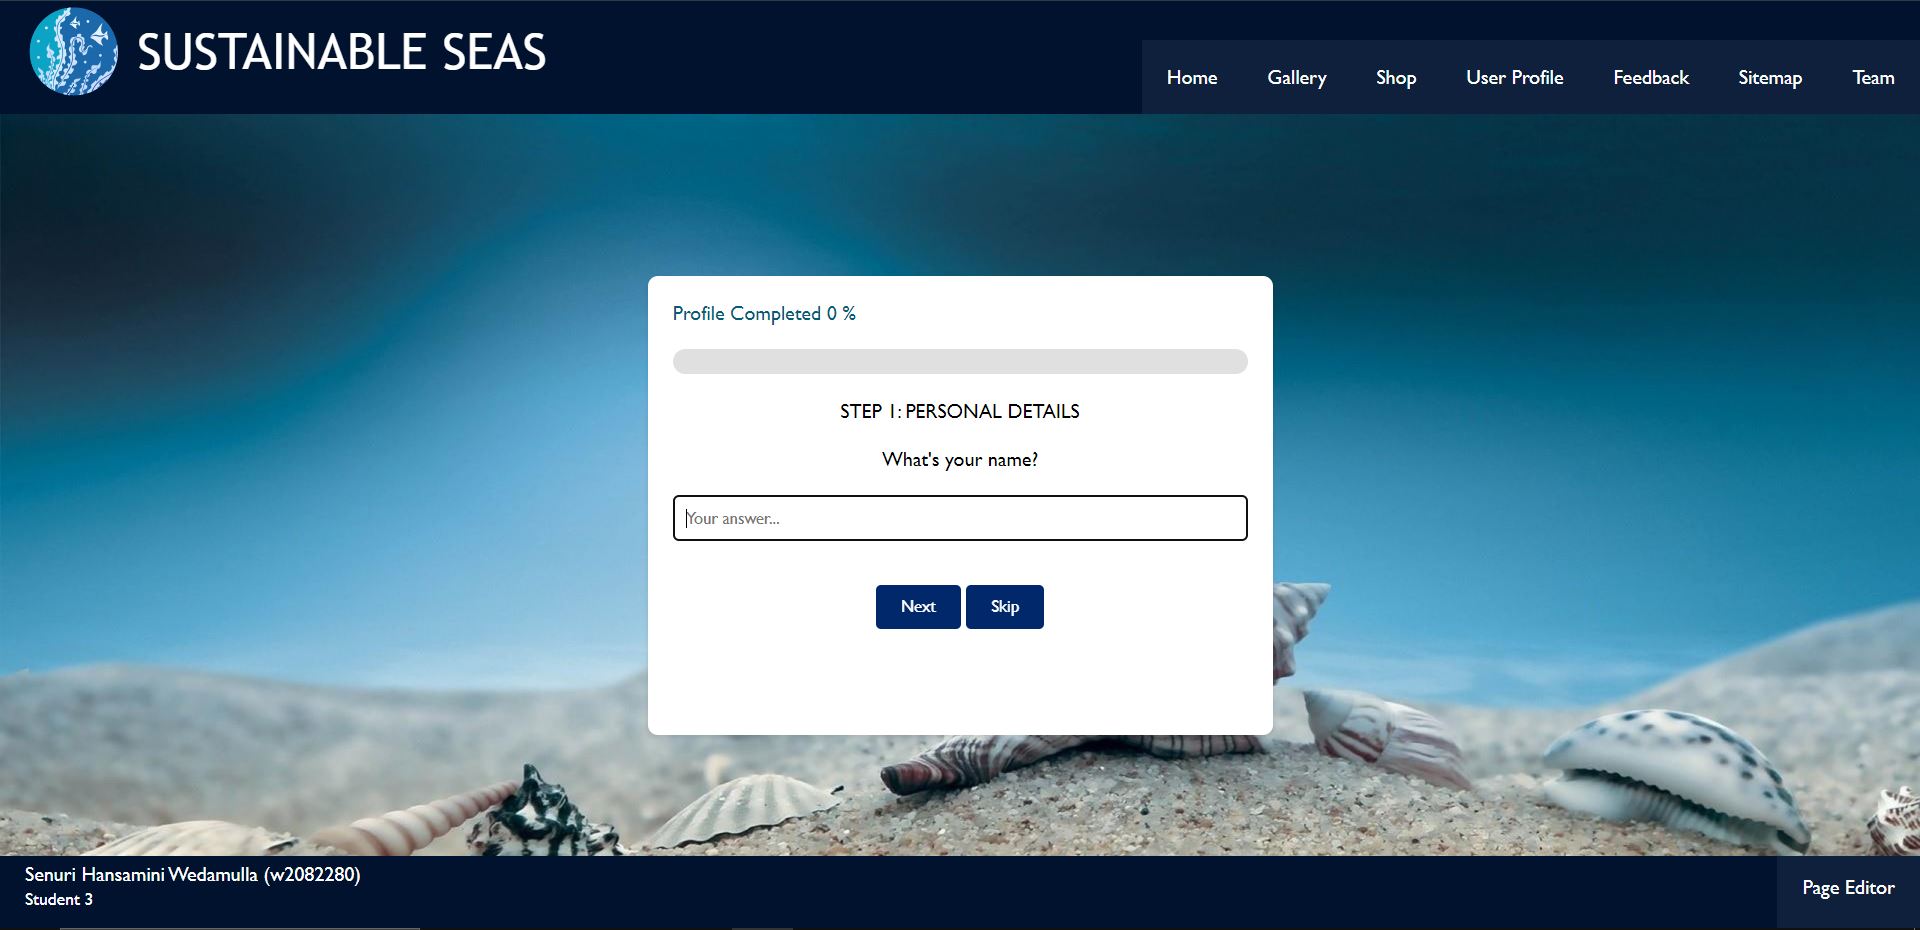 SUSTAINABLE SEAS
Home Gallery Shop User Profile Feedback Sitemap Team
Profile Completed 0 %
STEP 1: PERSONAL DETAILS
What's your name?
Your answer...
Next Skip
Senuri Hansamini Wedamulla (w2082280)
Student 3
Page Editor